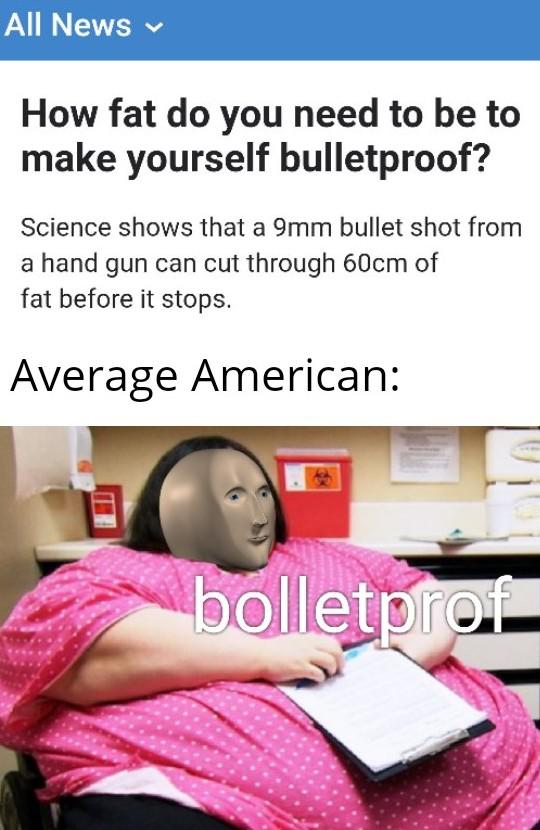 All News
How fat do you need to be to
make yourself bulletproof?
Science shows that a 9mm bullet shot from
a hand gun can cut through 60cm of
fat before it stops.
Average American:
bolletprof